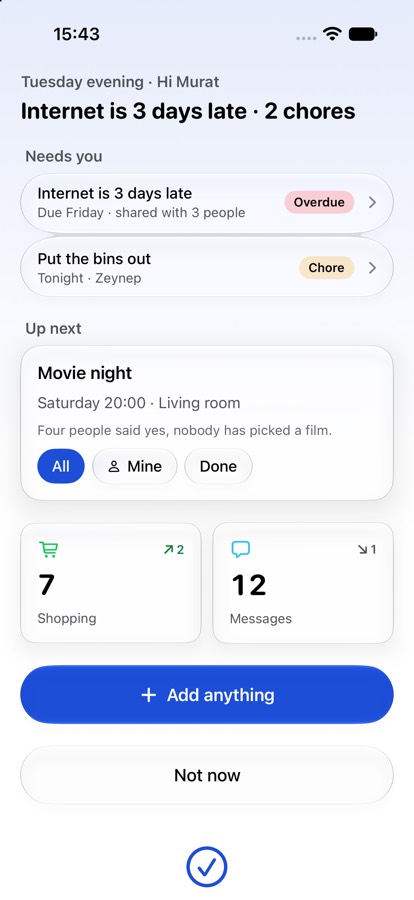 15:43
Tuesday evening · Hi Murat
Internet is 3 days late · 2 chores
Needs you
Internet is 3 days late
Due Friday · shared with 3 people
Overdue
Put the bins out
Tonight · Zeynep
Chore
Up next
Movie night
Saturday 20:00 · Living room
Four people said yes, nobody has picked a film.
All
Mine
Done
2
7
Shopping
1
12
Messages
Add anything
Not now